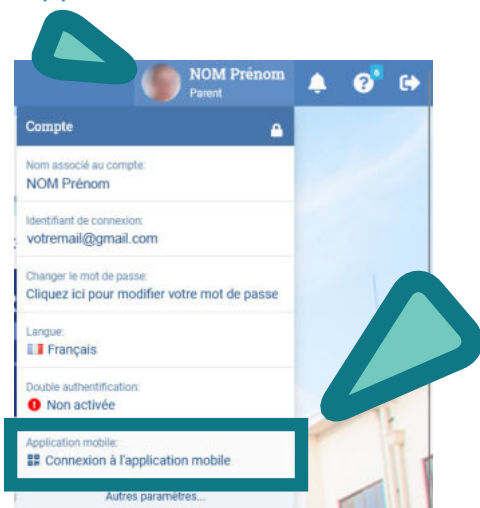 NOM Prénom
Parent
6
Compte
Nom associé au compte:
NOM Prénom
Identifiant de connexion:
votremail@gmail.com
Changer le mot de passe:
Cliquez ici pour modifier votre mot de passe
Langue:
Français
Double authentification:
Non activée
Application mobile:
Connexion à l'application mobile
Autres paramètres...